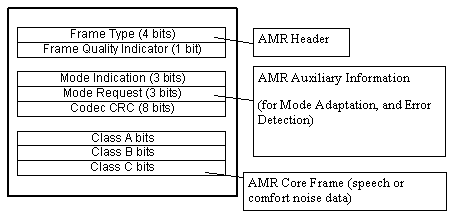 Frame Type (4 bits)
Frame Quality Indicator (1 bit)
AMR Header
Mode Indication (3 bits)
Mode Request (3 bits)
Codec CRC (8 bits)
AMR Auxiliary Information
(for Mode Adaptation, and Error
Detection)
Class A bits
Class B bits
Class C bits
AMR Core Frame (speech or
comfort noise data)